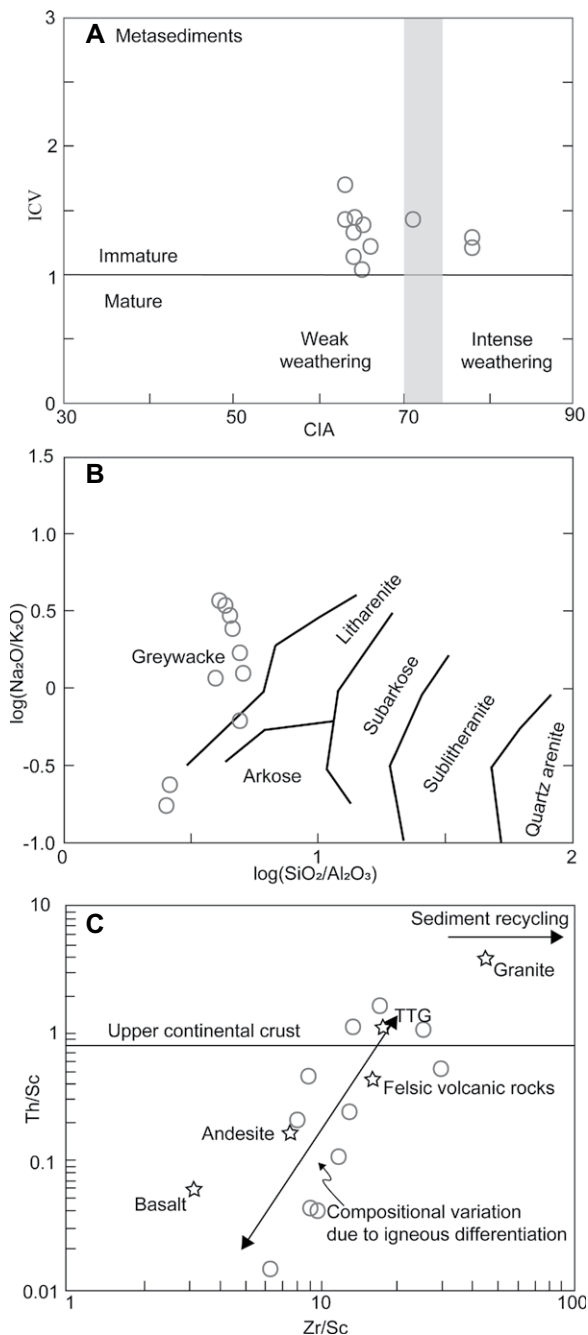 A Metasediments
3
2
1
0
ICV
Immature
Mature
Weak
weathering
Intense
weathering
30
50
70
90
CIA
B
1.5
1.0
0.5
0
-0.5
-1.0
log(Na₂O/K₂O)
Greywacke
Litharenite
Arkose
Subarkose
Sublitheranite
Quartz arenite
0
1
2
log(SiO₂/Al₂O₃)
C
10
1
0.1
0.01
Th/Sc
Sediment recycling
Granite
TTG
Upper continental crust
Felsic volcanic rocks
Andesite
Basalt
Compositional variation
due to igneous differentiation
1
10
100
Zr/Sc